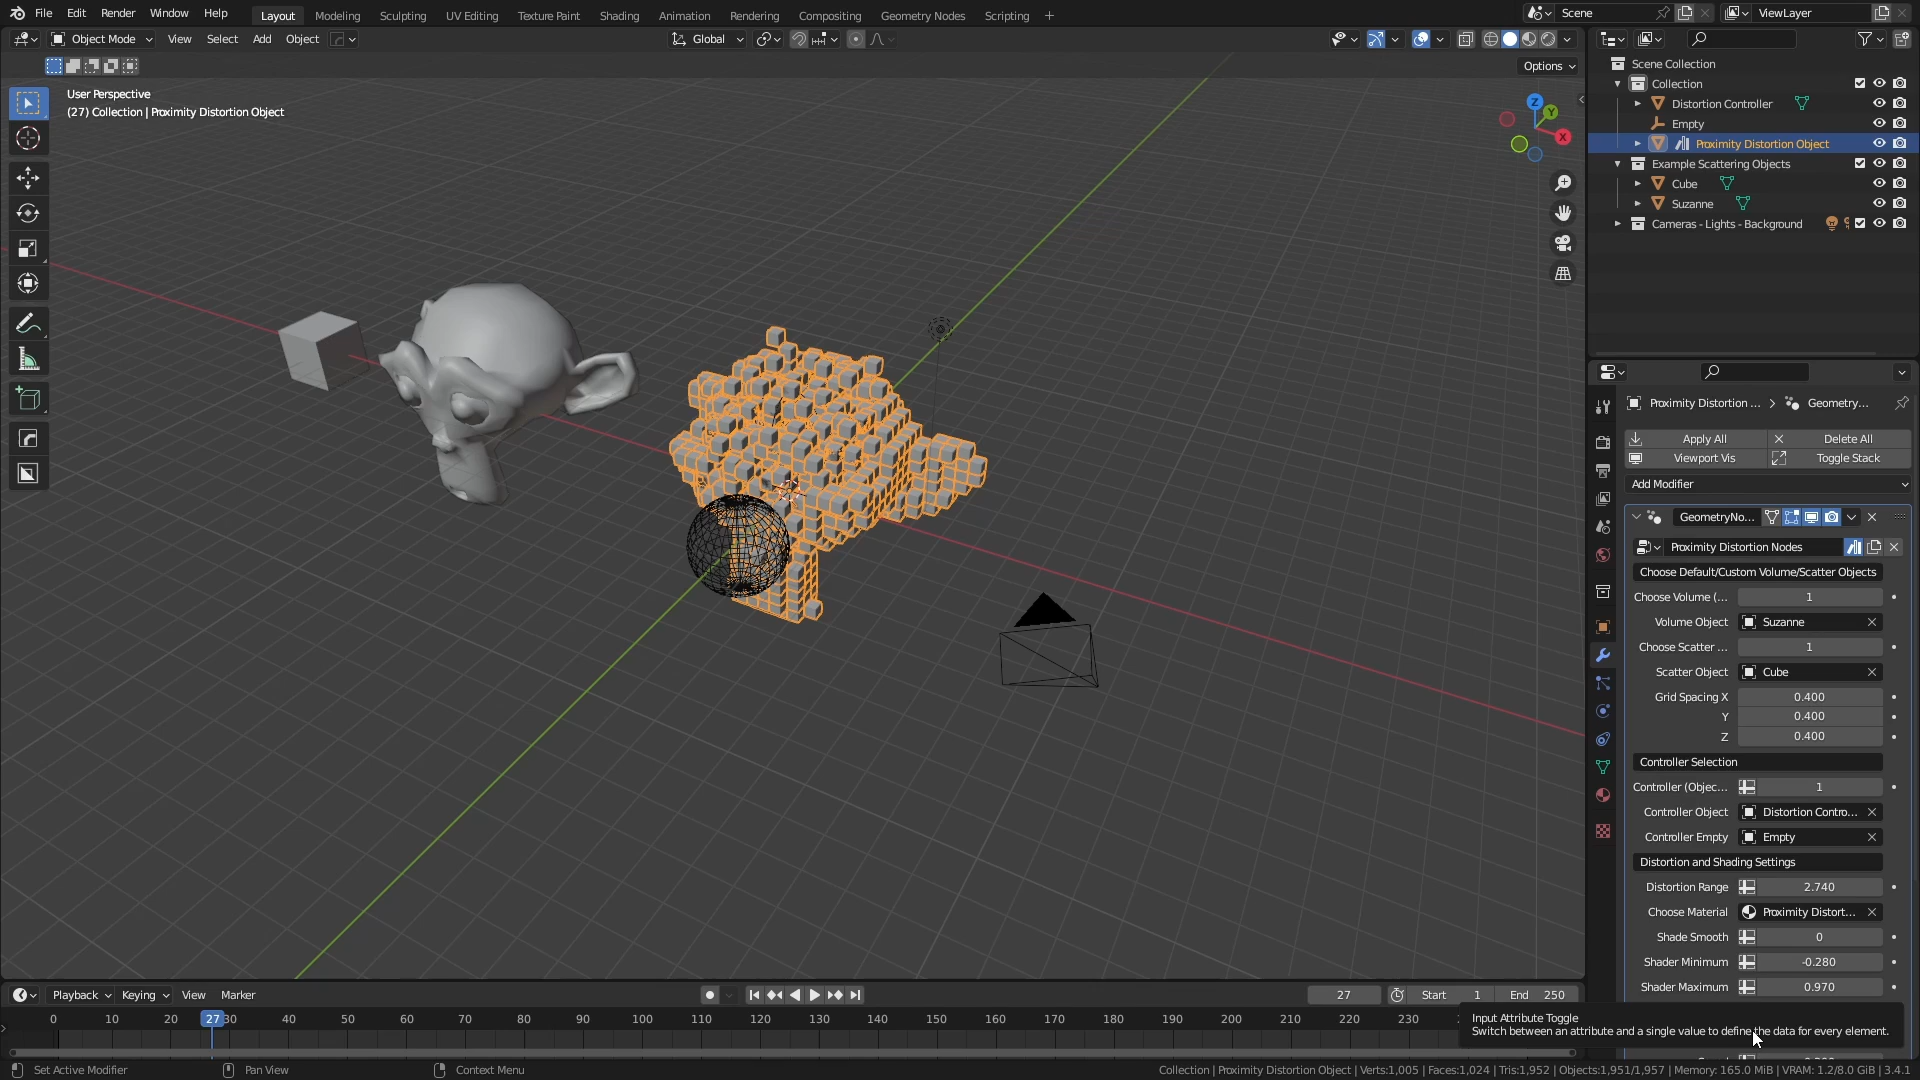 File Edit Render Window Help Layout Modeling Sculpting UV Editing Texture Paint Shading Animation Rendering Compositing Geometry Nodes Scripting + Scene ViewLayer
Object Mode View Select Add Object Global
Options
User Perspective
(27) Collection | Proximity Distortion Object
Z
Y
X
Scene Collection
Collection
Distortion Controller
Empty
Proximity Distortion Object
Example Scattering Objects
Cube
Suzanne
Cameras - Lights - Background
Proximity Distortion ... > Geometry...
Apply All Delete All
Viewport Vis Toggle Stack
Add Modifier
GeometryNo...
Proximity Distortion Nodes
Choose Default/Custom Volume/Scatter Objects
Choose Volume (... 1
Volume Object Suzanne
Choose Scatter ... 1
Scatter Object Cube
Grid Spacing X 0.400
Y 0.400
Z 0.400
Controller Selection
Controller (Objec... 1
Controller Object Distortion Contro...
Controller Empty Empty
Distortion and Shading Settings
Distortion Range 2.740
Choose Material Proximity Distort...
Shade Smooth 0
Shader Minimum -0.280
Shader Maximum 0.970
Input Attribute Toggle
Switch between an attribute and a single value to define the data for every element.
Playback Keying View Marker 27 Start 1 End 250
0 10 20 27 30 40 50 60 70 80 90 100 110 120 130 140 150 160 170 180 190 200 210 220 230
Set Active Modifier Pan View Context Menu Collection | Proximity Distortion Object | Verts:1,005 | Faces:1,024 | Tris:1,952 | Objects:1,951/1,957 | Memory: 165.0 MiB | VRAM: 1.2/8.0 GiB | 3.4.1